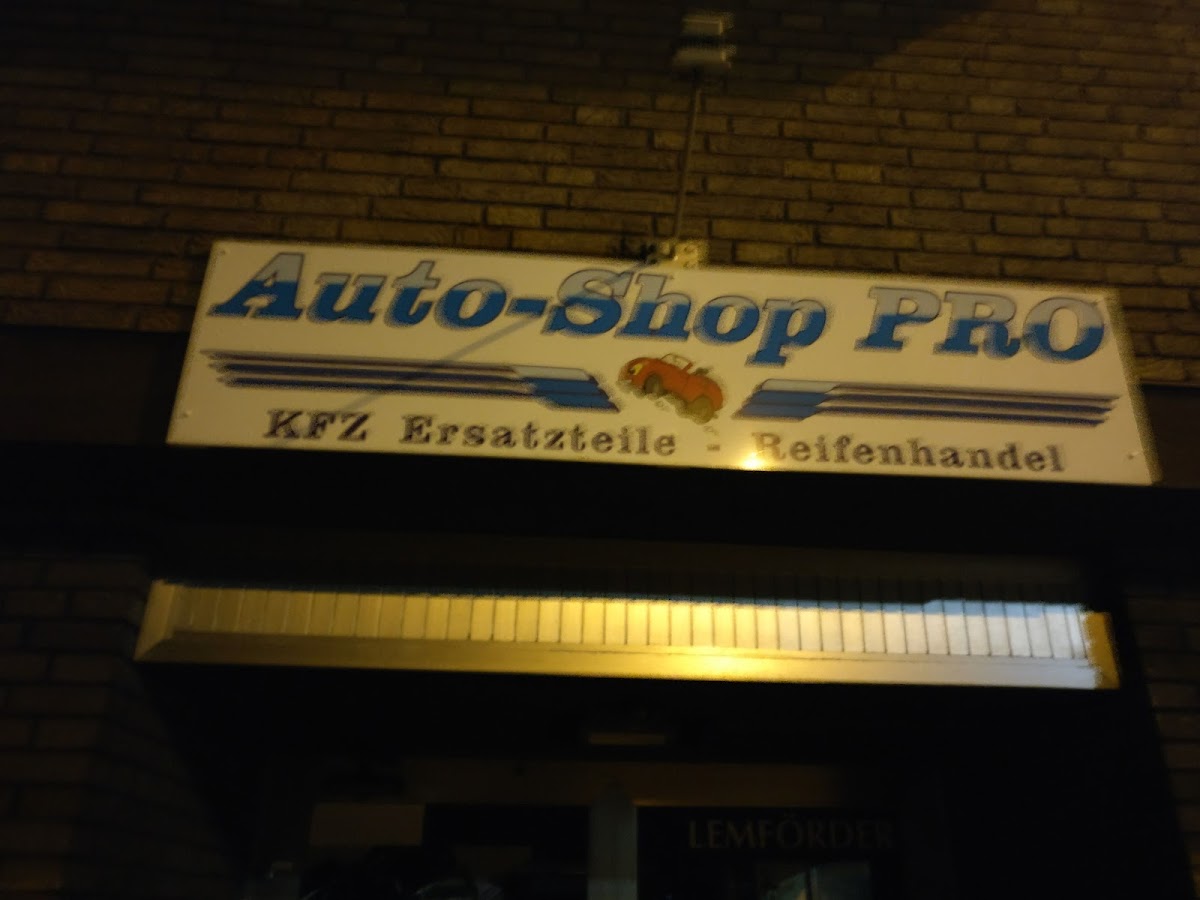 Auto-Shop PRO
KFZ Ersatzteile - Reifenhandel
LEMFÖRDER